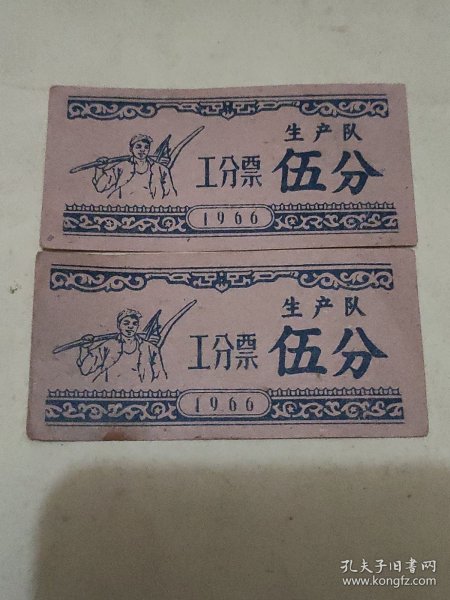 生产队
工分票 伍分
1966
生产队
工分票 伍分
1966
孔夫子旧书网
www.kongfz.com